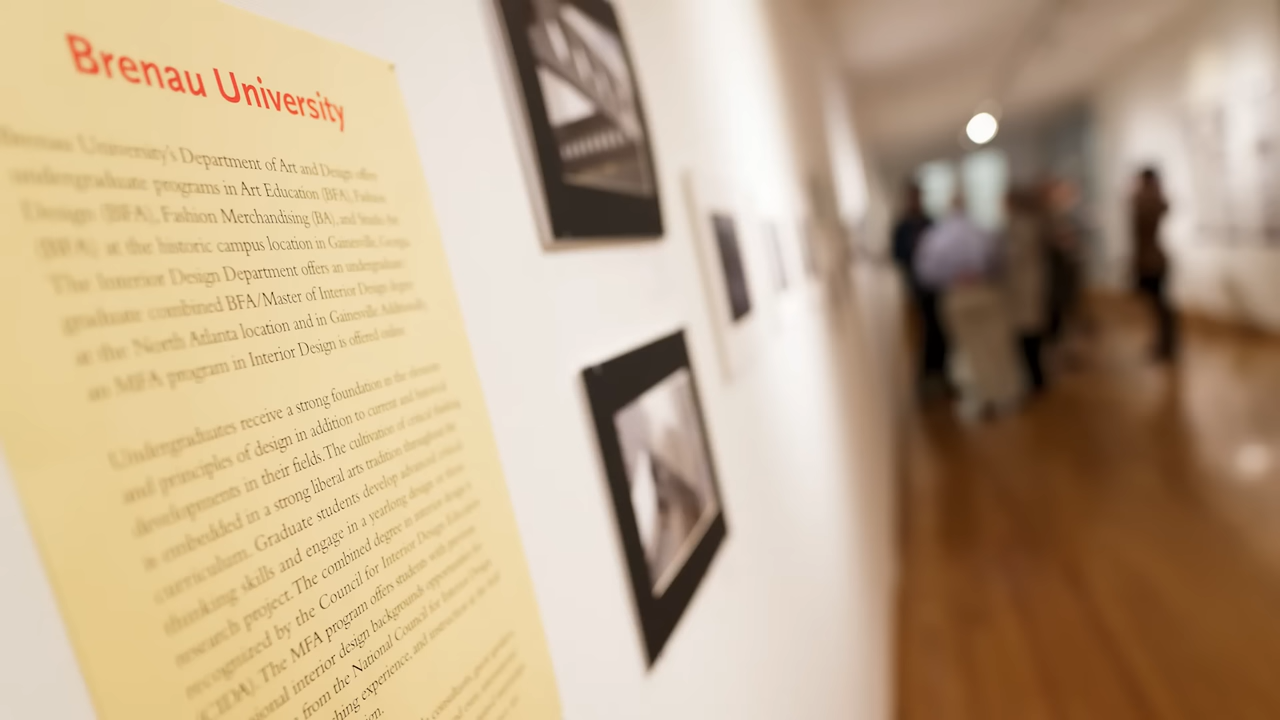 Brenau University
Brenau University's Department of Art and Design offers
undergraduate programs in Art Education (BFA), Fashion
Design (BFA), Fashion Merchandising (BA), and Studio Art
(BFA) at the historic campus location in Gainesville, Georgia.
The Interior Design Department offers an undergraduate/
graduate combined BFA/Master of Interior Design degree
at the North Atlanta location and in Gainesville. Additionally,
an MFA program in Interior Design is offered online.
Undergraduates receive a strong foundation in the elements
and principles of design in addition to current and historical
developments in their fields. The cultivation of critical thinking
is embedded in a strong liberal arts tradition throughout the
curriculum. Graduate students develop advanced critical
thinking skills and engage in a yearlong design or thesis
research project. The combined degree in interior design is
recognized by the Council for Interior Design
(CIDA). The MFA program offers students with
interior design background opportunities
from the National Council for Interior Design
experience, and instruction